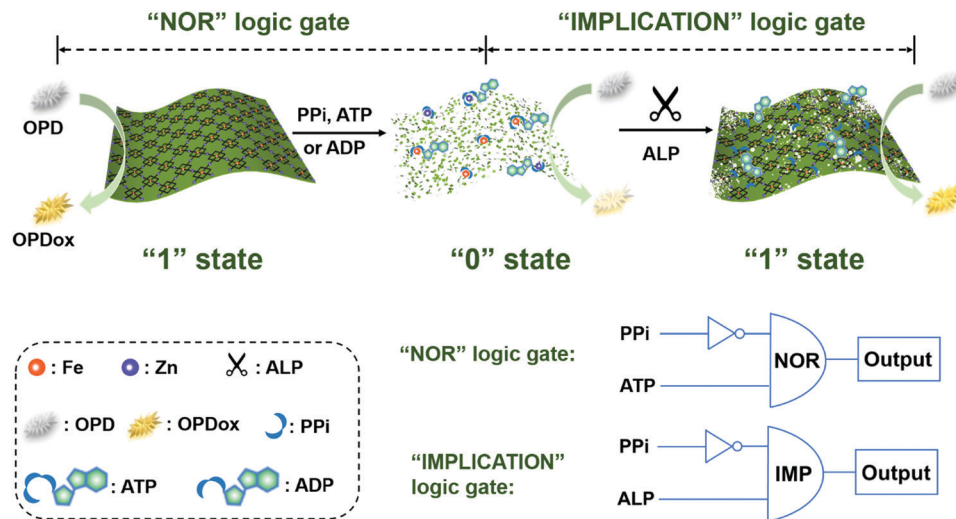 “NOR” logic gate
“IMPLICATION” logic gate
OPD
OPDox
PPi, ATP
or ADP
ALP
“1” state
“0” state
“1” state
: Fe
: Zn
: ALP
: OPD
: OPDox
: PPi
: ATP
: ADP
“NOR” logic gate:
PPi
ATP
NOR
Output
“IMPLICATION”
logic gate:
PPi
ALP
IMP
Output